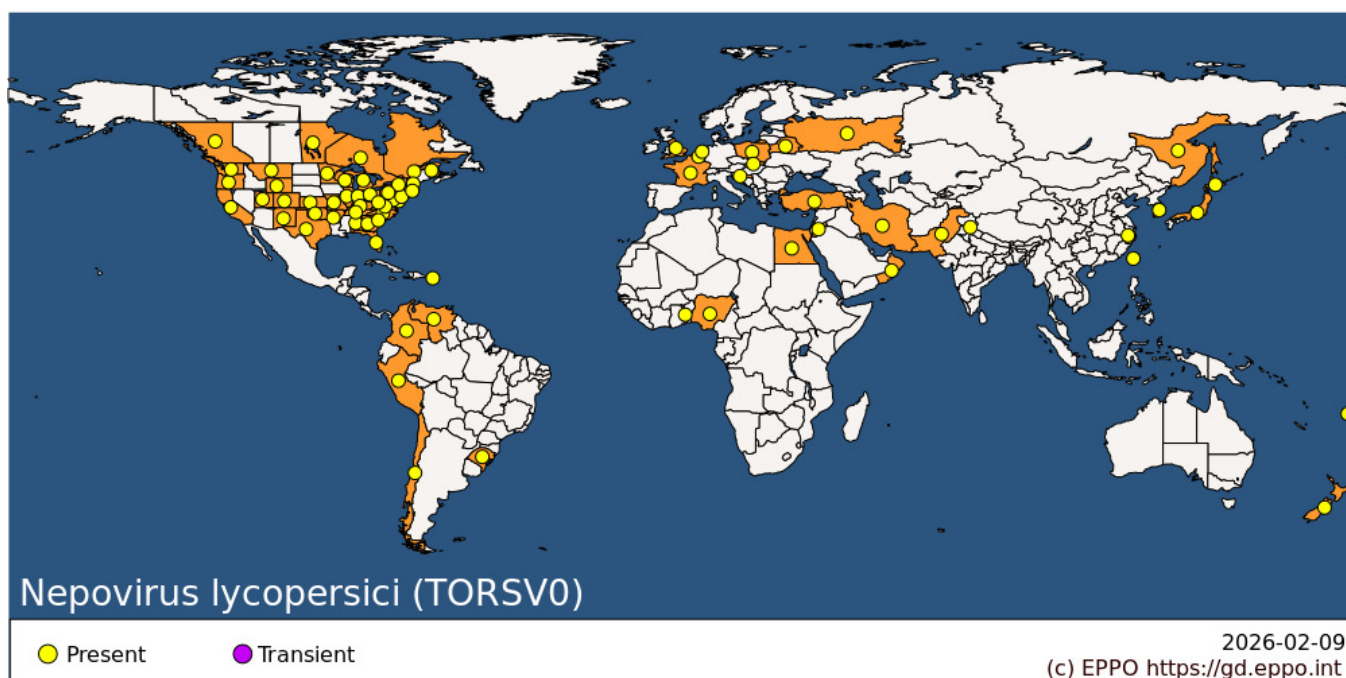 Nepovirus lycopersici (TORSV0)
Present
Transient
2026-02-09
(c) EPPO https://gd.eppo.int